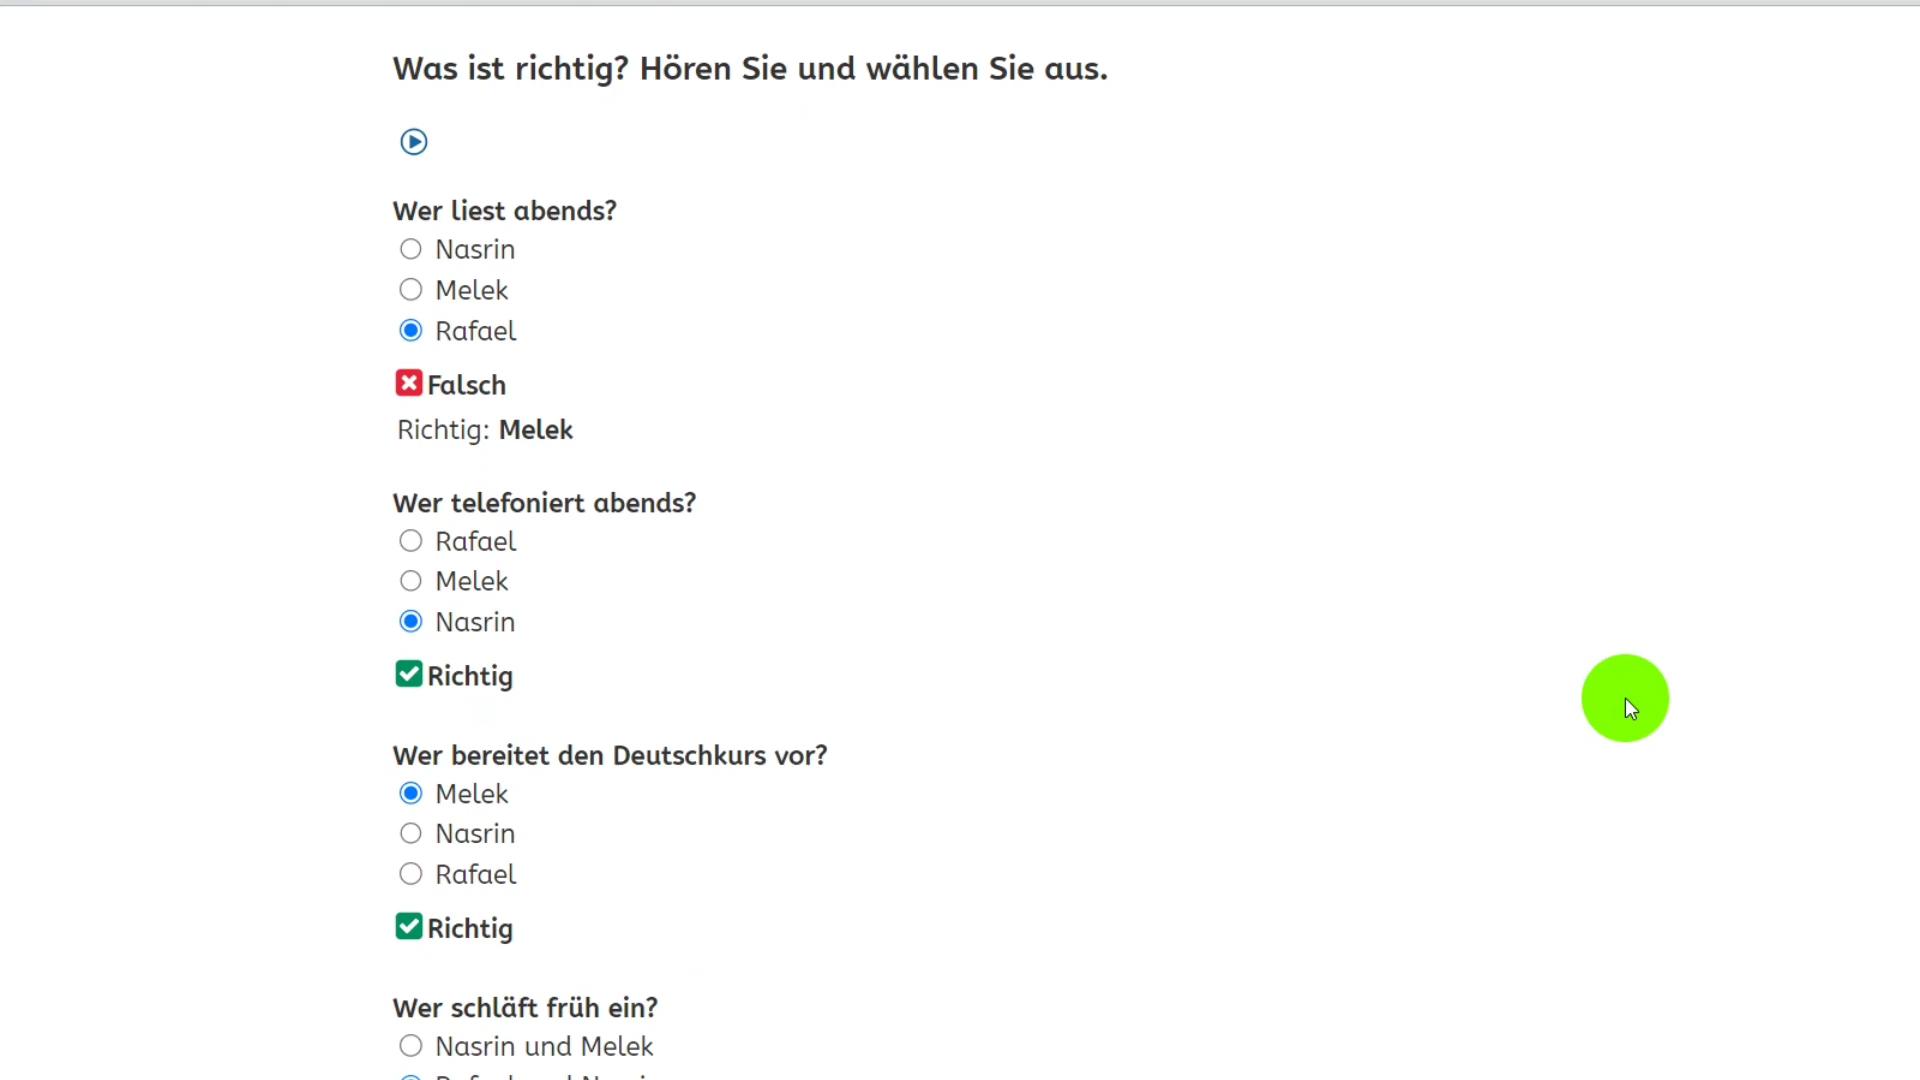 Was ist richtig? Hören Sie und wählen Sie aus.
Wer liest abends?
Nasrin
Melek
Rafael
Falsch
Richtig: Melek
Wer telefoniert abends?
Rafael
Melek
Nasrin
Richtig
Wer bereitet den Deutschkurs vor?
Melek
Nasrin
Rafael
Richtig
Wer schläft früh ein?
Nasrin und Melek